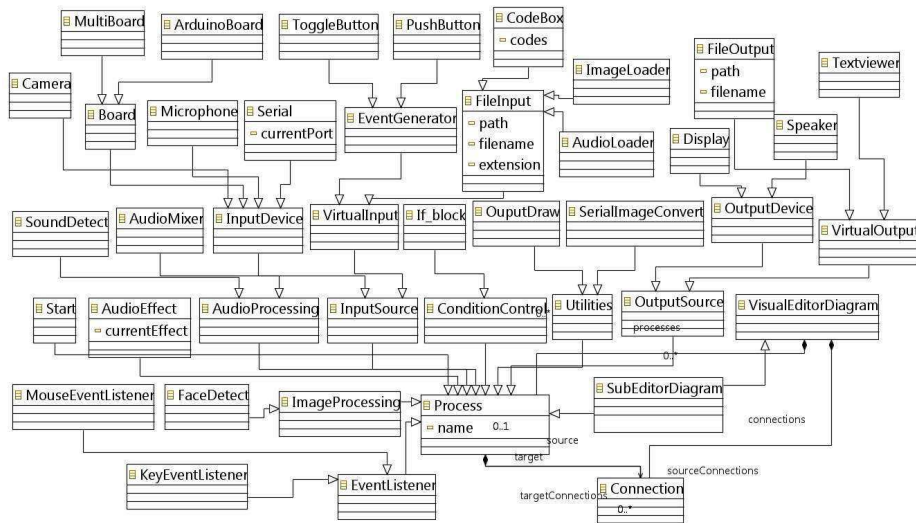 MultiBoard
ArduinoBoard
ToggleButton
PushButton
CodeBox
codes
FileOutput
path
filename
Textviewer
Camera
ImageLoader
Board
Microphone
Serial
currentPort
EventGenerator
FileInput
path
filename
extension
AudioLoader
Display
Speaker
SoundDetect
AudioMixer
InputDevice
VirtualInput
If_block
OuputDraw
SerialImageConvert
OutputDevice
VirtualOutput
Start
AudioEffect
currentEffect
AudioProcessing
InputSource
ConditionControl
0..*
Utilities
OutputSource
VisualEditorDiagram
processes
0..*
MouseEventListener
FaceDetect
ImageProcessing
Process
name
0..1
SubEditorDiagram
connections
source
target
sourceConnections
KeyEventListener
EventListener
targetConnections
Connection
0..*